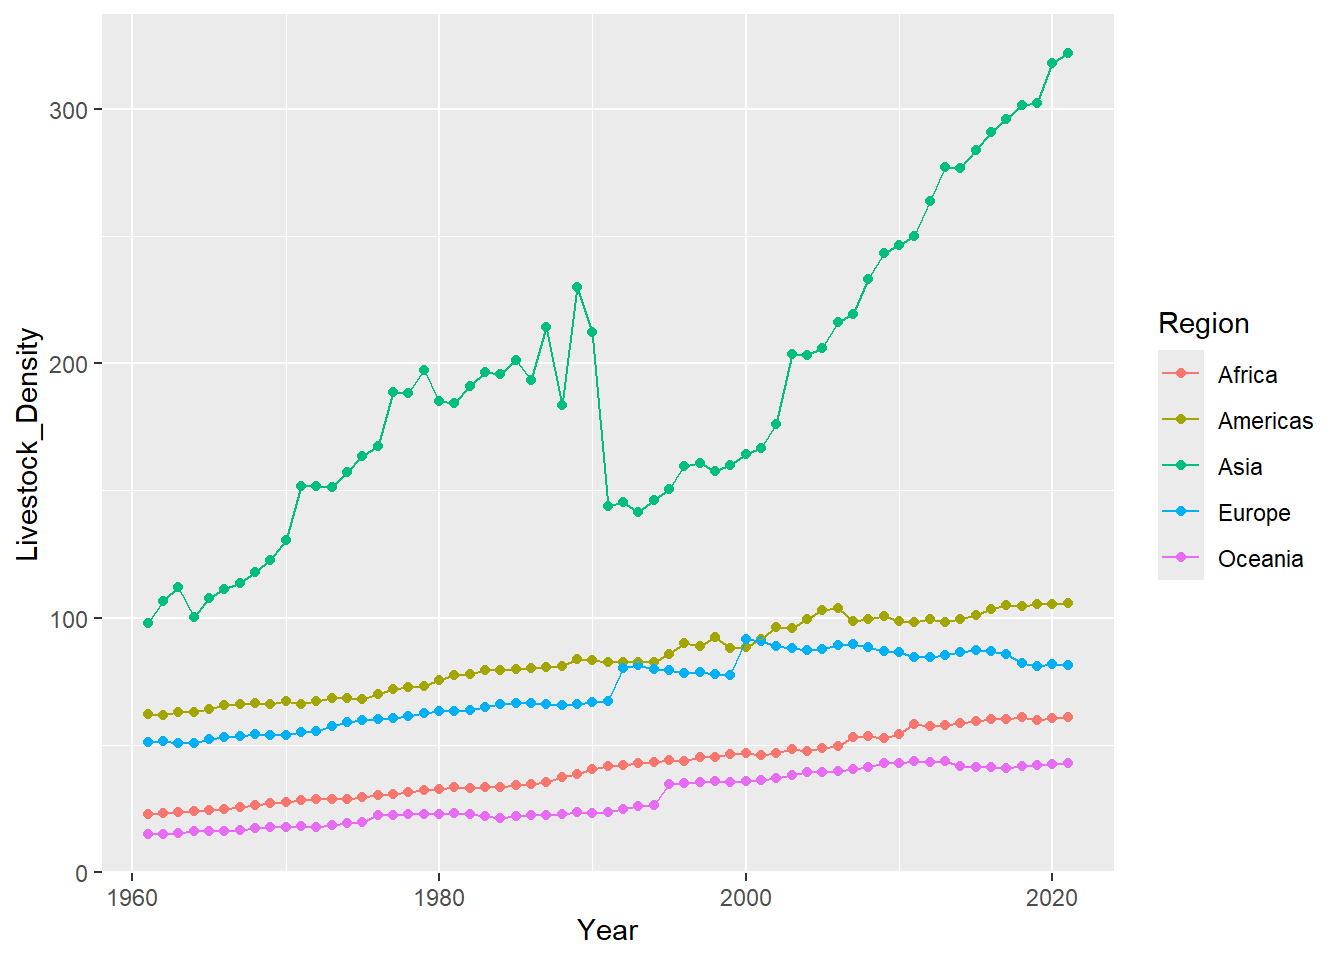 300
200
100
0
Livestock_Density
1960
1980
2000
2020
Year
Region
Africa
Americas
Asia
Europe
Oceania